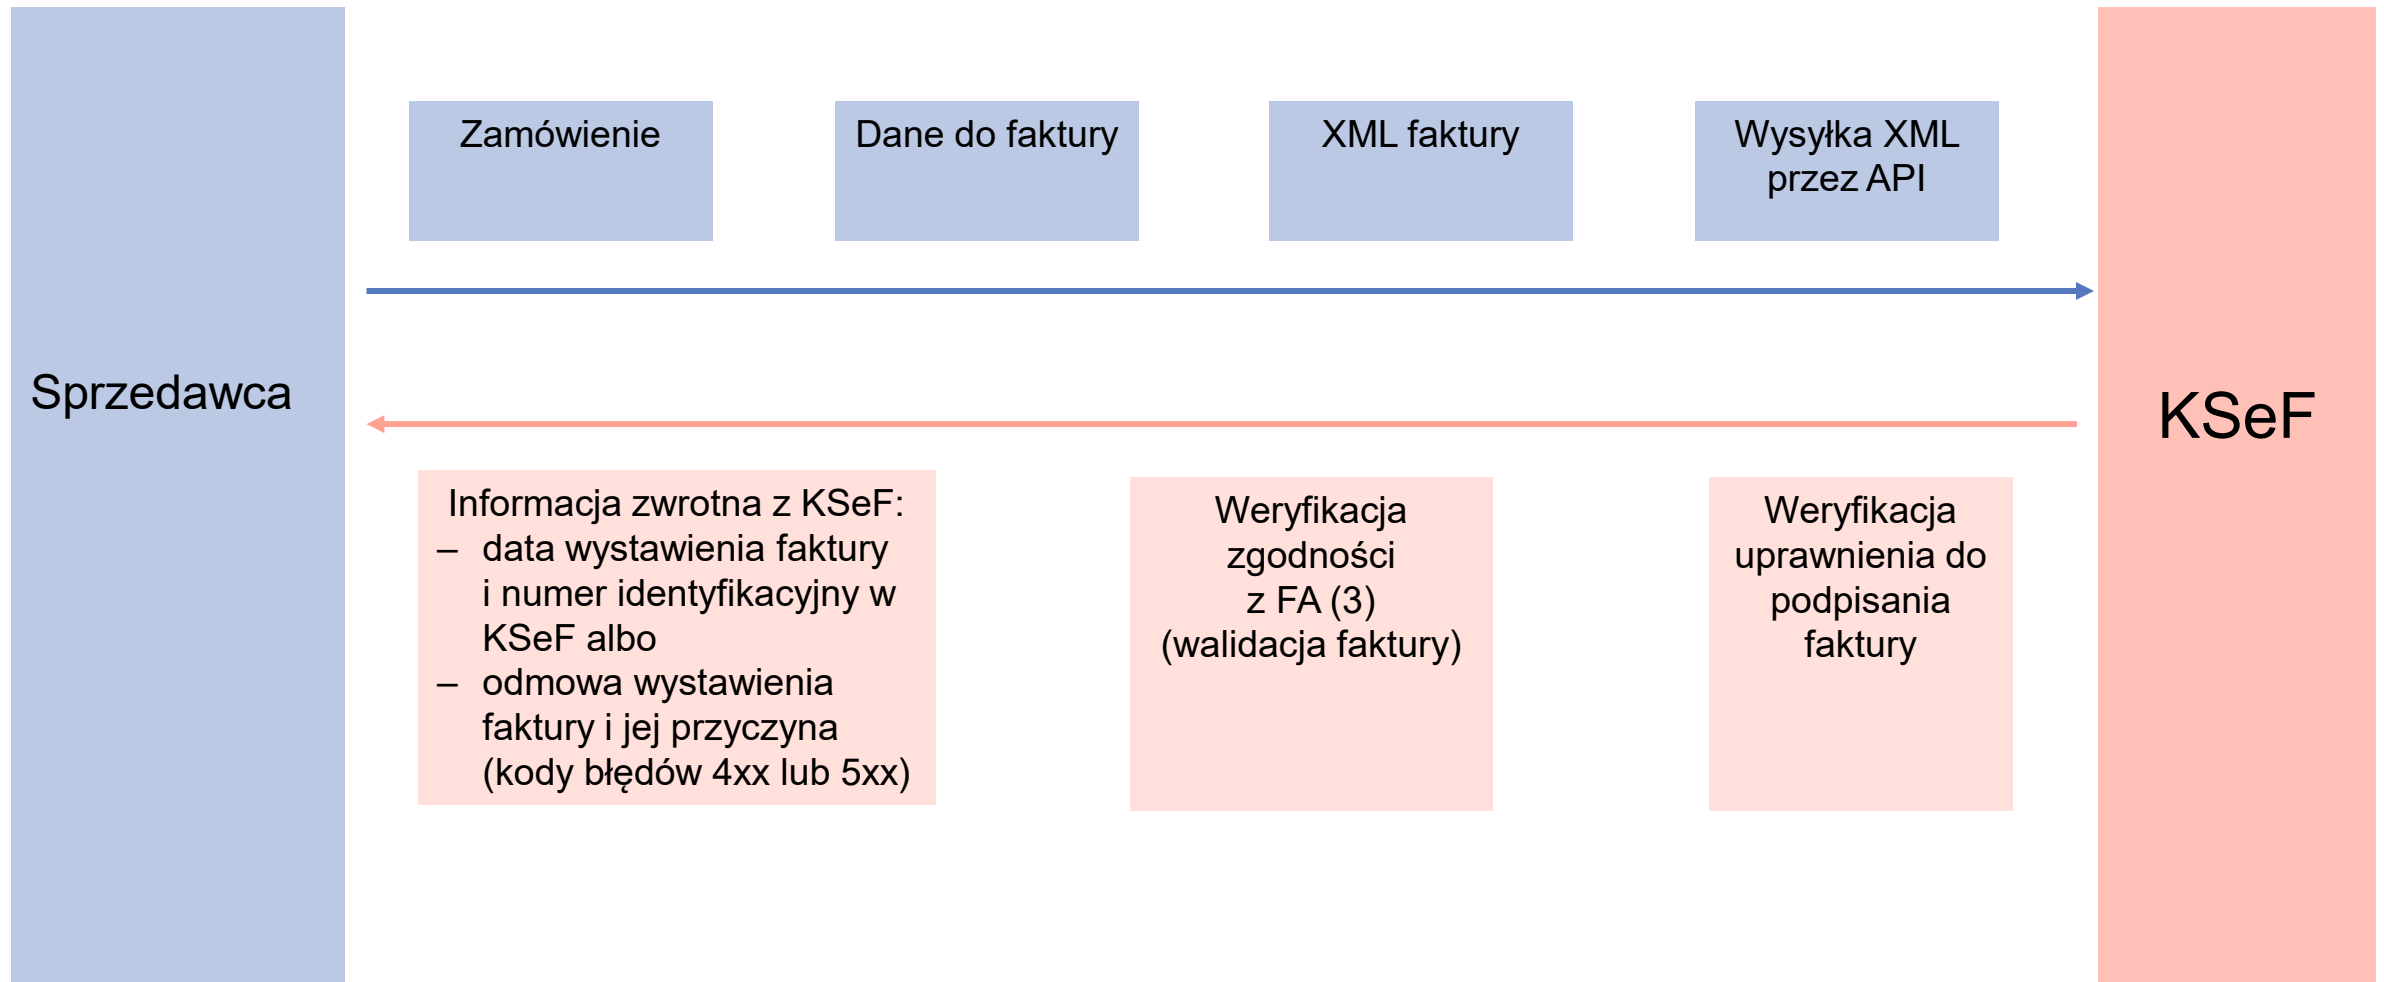 Sprzedawca
Zamówienie
Dane do faktury
XML faktury
Wysyłka XML
przez API
KSeF
Informacja zwrotna z KSeF:
– data wystawienia faktury
i numer identyfikacyjny w
KSeF albo
– odmowa wystawienia
faktury i jej przyczyna
(kody błędów 4xx lub 5xx)
Weryfikacja
zgodności
z FA (3)
(walidacja faktury)
Weryfikacja
uprawnienia do
podpisania
faktury